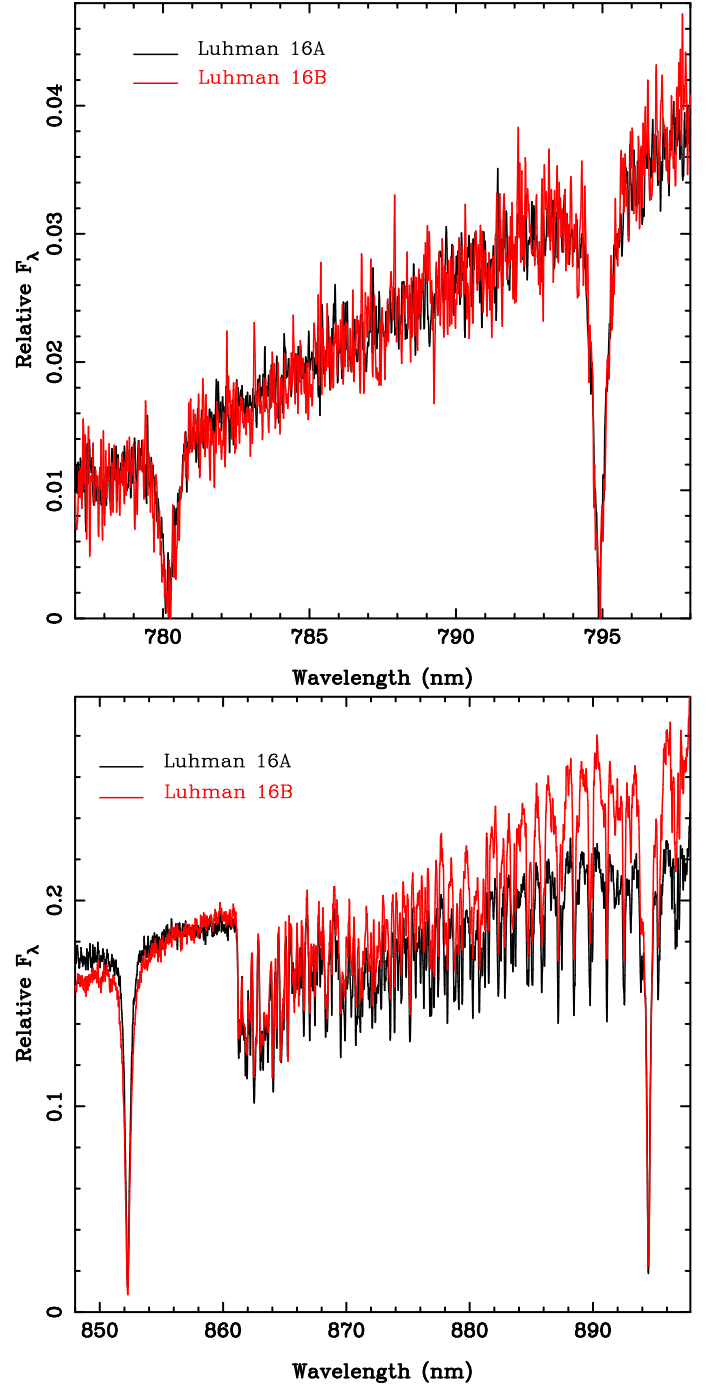 Luhman 16A
Luhman 16B
Relative Fλ
0.04
0.03
0.02
0.01
0
780 785 790 795
Wavelength (nm)
Luhman 16A
Luhman 16B
Relative Fλ
0.2
0.1
0
850 860 870 880 890
Wavelength (nm)